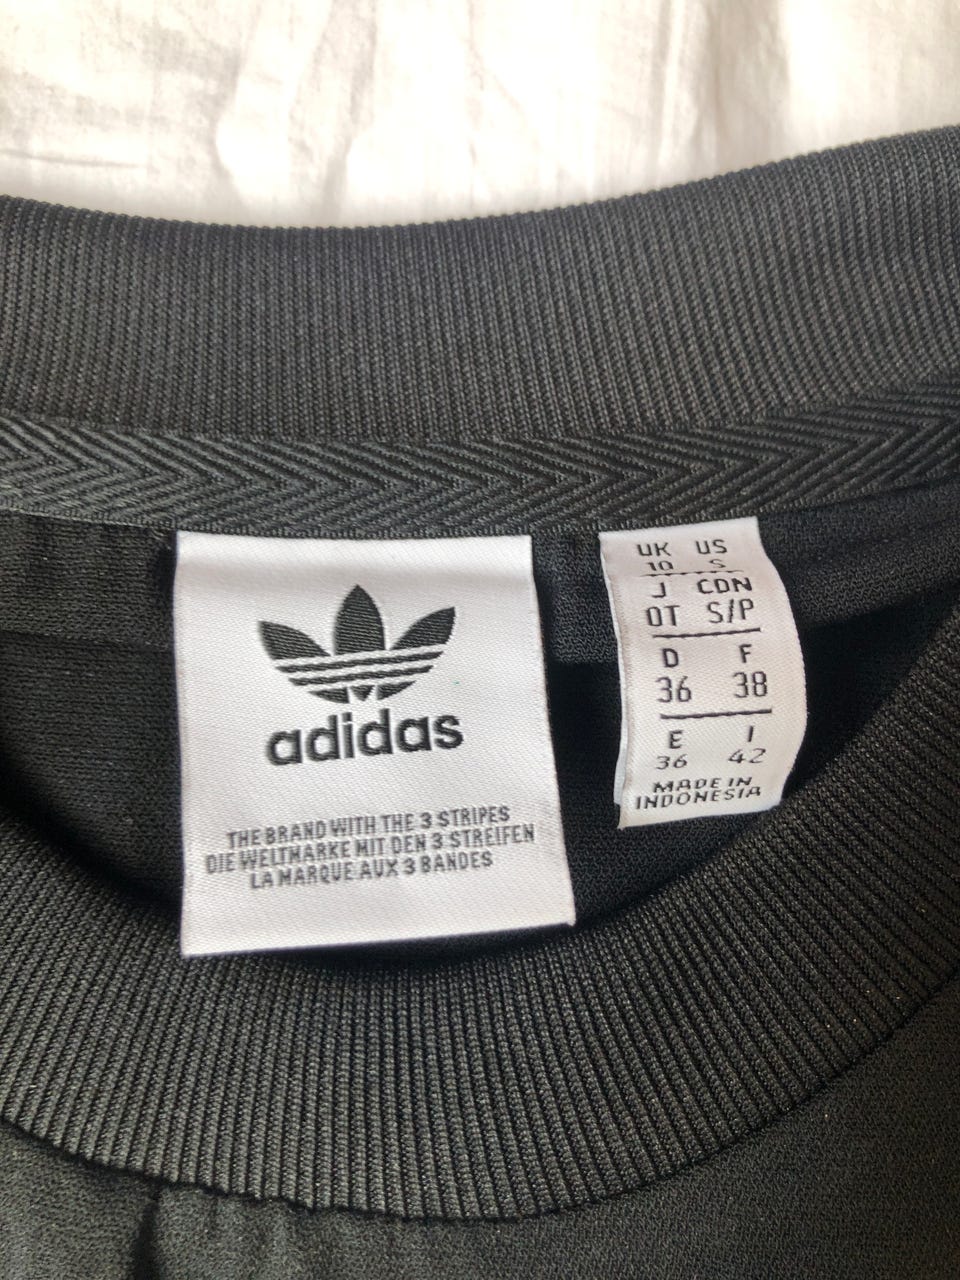 adidas
THE BRAND WITH THE 3 STRIPES
DIE WELTMARKE MIT DEN 3 STREIFEN
LA MARQUE AUX 3 BANDES
UK US
10 S
J CDN
OT S/P
D F
36 38
E I
36 42
MADE IN
INDONESIA